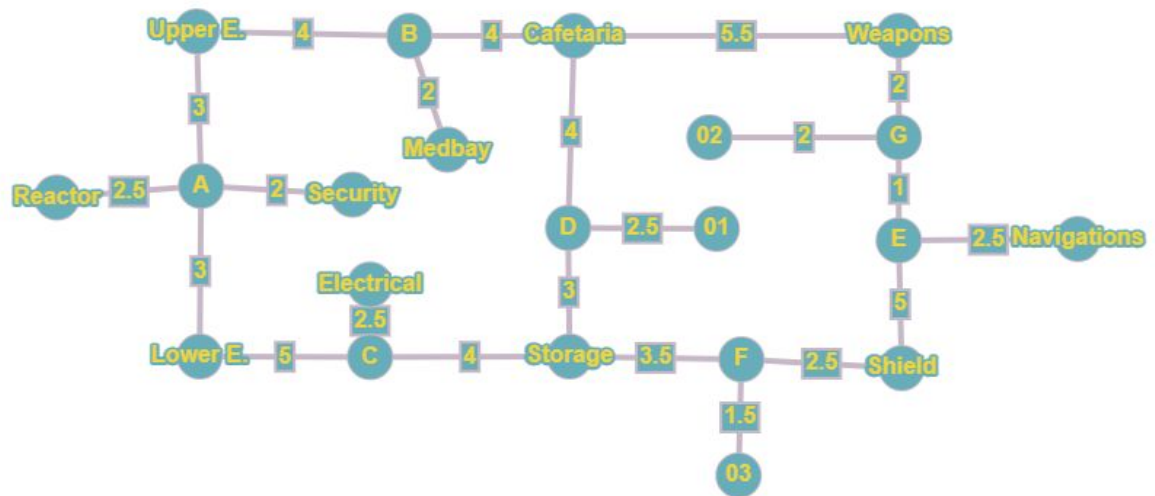 Upper E. 4 B 4 Cafetaria 5.5 Weapons
3 2 4 2
Medbay 02 2 G
Reactor 2.5 A 2 Security 1
D 2.5 01 E 2.5 Navigations
3 Electrical 3 5
2.5
Lower E. 5 C 4 Storage 3.5 F 2.5 Shield
1.5
03